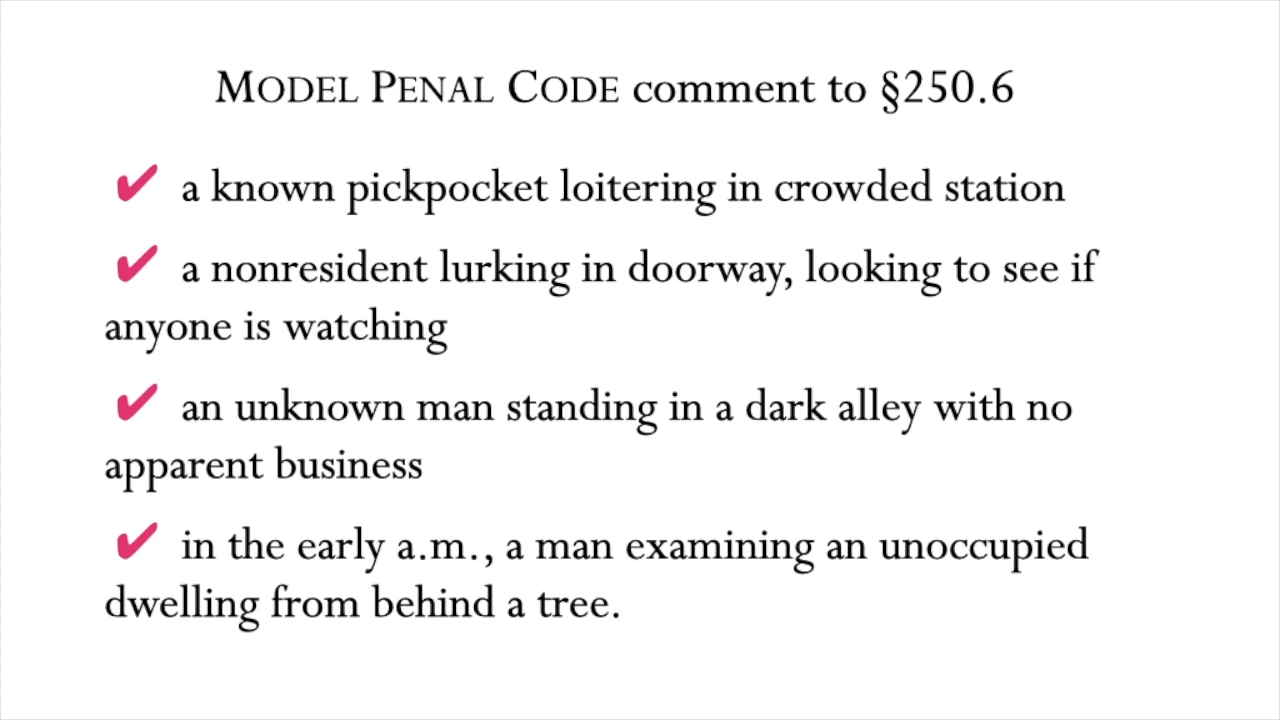 MODEL PENAL CODE comment to §250.6
✔ a known pickpocket loitering in crowded station
✔ a nonresident lurking in doorway, looking to see if
anyone is watching
✔ an unknown man standing in a dark alley with no
apparent business
✔ in the early a.m., a man examining an unoccupied
dwelling from behind a tree.